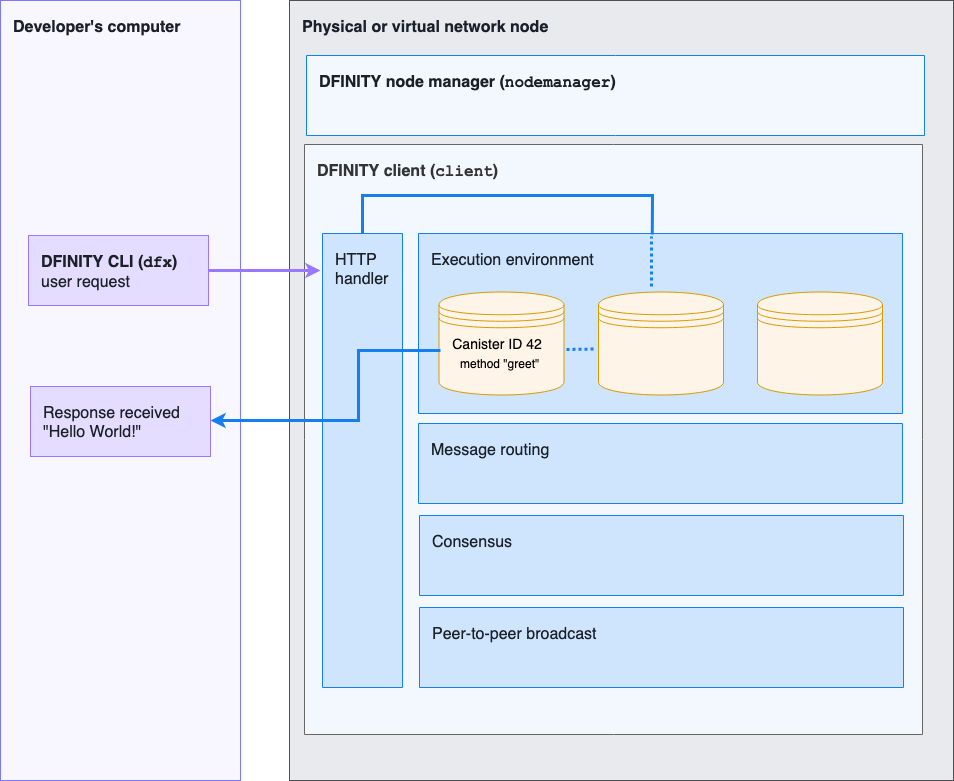 Developer's computer
Physical or virtual network node
DFINITY node manager (nodemanager)
DFINITY client (client)
DFINITY CLI (dfx)
user request
HTTP
handler
Execution environment
Canister ID 42
method "greet"
Response received
"Hello World!"
Message routing
Consensus
Peer-to-peer broadcast